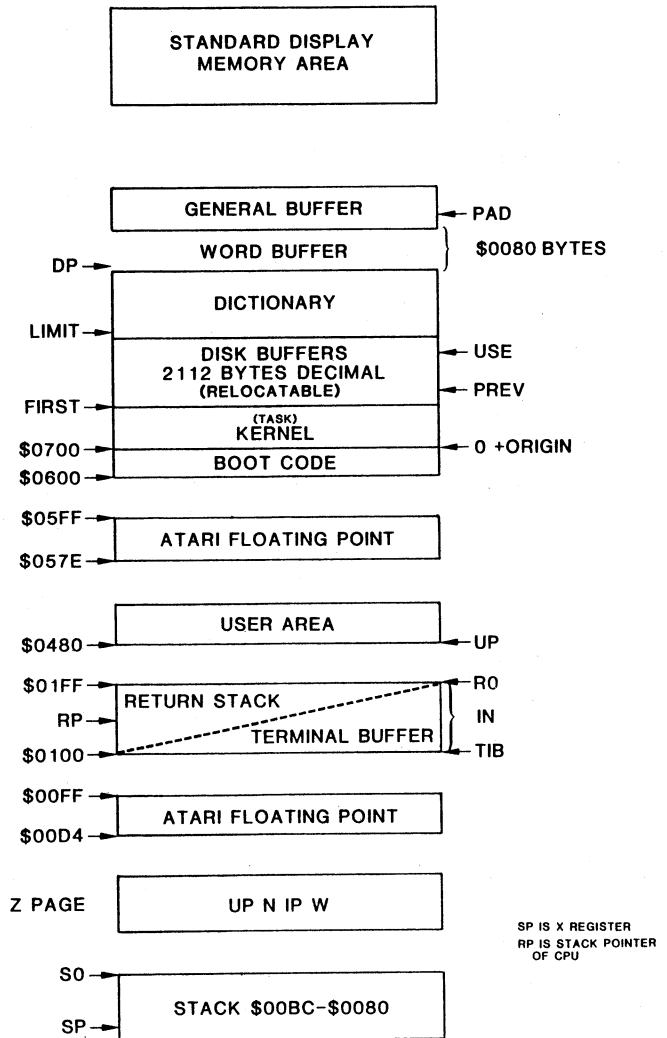 STANDARD DISPLAY
MEMORY AREA
GENERAL BUFFER
PAD
WORD BUFFER
$0080 BYTES
DP
DICTIONARY
LIMIT
DISK BUFFERS
2112 BYTES DECIMAL
(RELOCATABLE)
USE
PREV
FIRST
(TASK)
KERNEL
$0700
0 +ORIGIN
BOOT CODE
$0600
$05FF
ATARI FLOATING POINT
$057E
USER AREA
$0480
UP
$01FF
R0
RETURN STACK
RP
IN
TERMINAL BUFFER
$0100
TIB
$00FF
ATARI FLOATING POINT
$00D4
Z PAGE
UP N IP W
SP IS X REGISTER
RP IS STACK POINTER
OF CPU
S0
STACK $00BC-$0080
SP